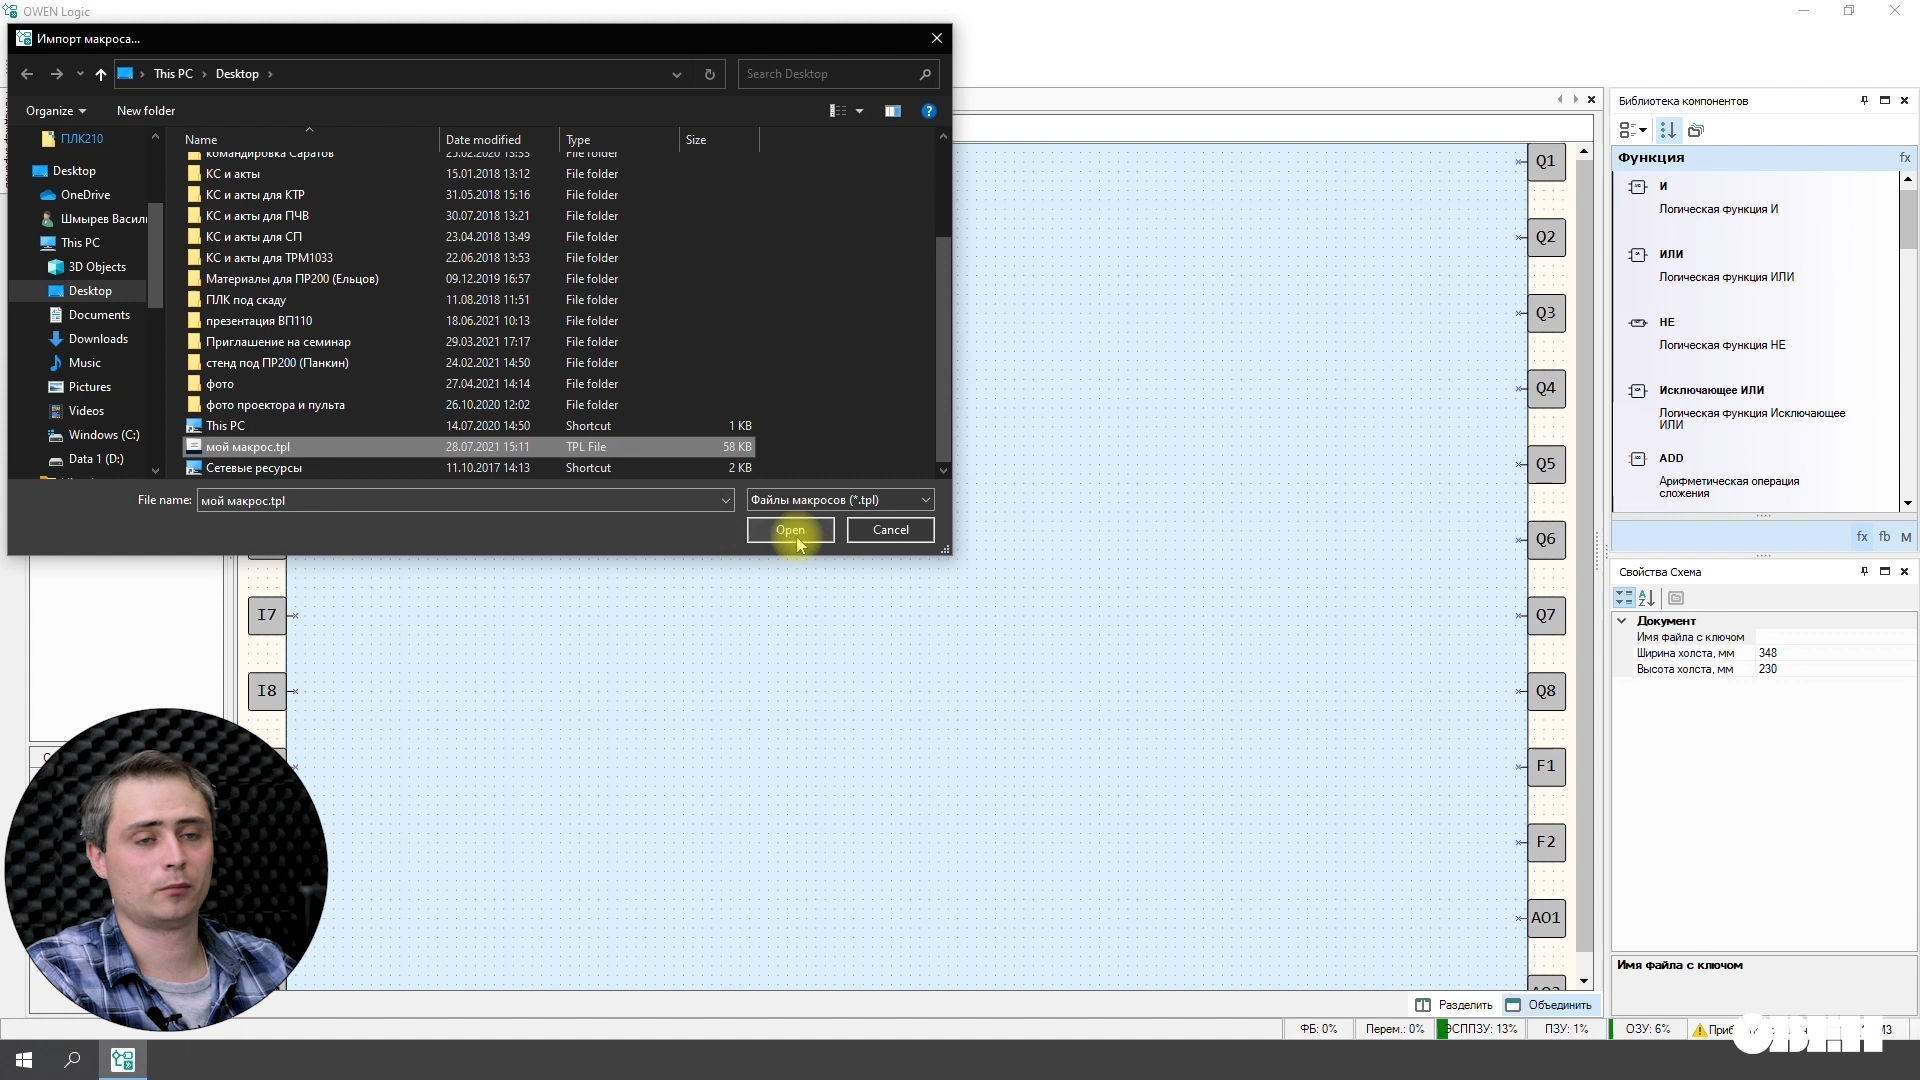 OWEN Logic
Импорт макроса...
This PC
Desktop
Search Desktop
Organize
New folder
ПЛК210
Desktop
OneDrive
Шмырев Васил
This PC
3D Objects
Desktop
Documents
Downloads
Music
Pictures
Videos
Windows (C:)
Data 1 (D:)
Name Date modified Type Size
командировка Саратов 25.02.2020 13:33 File folder
КС и акты 15.01.2018 13:12 File folder
КС и акты для КТР 31.05.2018 15:16 File folder
КС и акты для ПЧВ 30.07.2018 13:21 File folder
КС и акты для СП 23.04.2018 13:49 File folder
КС и акты для ТРМ1033 22.06.2018 13:53 File folder
Материалы для ПР200 (Ельцов) 09.12.2019 16:57 File folder
ПЛК под скаду 11.08.2018 11:51 File folder
презентация ВП110 18.06.2021 10:13 File folder
Приглашение на семинар 29.03.2021 17:17 File folder
стенд под ПР200 (Панкин) 24.02.2021 14:50 File folder
фото 27.04.2021 14:14 File folder
фото проектора и пульта 26.10.2020 12:02 File folder
This PC 14.07.2020 14:50 Shortcut 1 KB
мой макрос.tpl 28.07.2021 15:11 TPL File 58 KB
Сетевые ресурсы 11.10.2017 14:13 Shortcut 2 KB
File name: мой макрос.tpl Файлы макросов (*.tpl)
Open Cancel
I7
I8
Q1
Q2
Q3
Q4
Q5
Q6
Q7
Q8
F1
F2
AO1
Библиотека компонентов
Функция fx
И
Логическая функция И
ИЛИ
Логическая функция ИЛИ
НЕ
Логическая функция НЕ
Исключающее ИЛИ
Логическая функция Исключающее
ИЛИ
ADD
Арифметическая операция
сложения
fx fb M
Свойства Схема
Документ
Имя файла с ключом
Ширина холста, мм 348
Высота холста, мм 230
Имя файла с ключом
Разделить Объединить
ФБ: 0% Перем.: 0% ЭСППЗУ: 13% ПЗУ: 1% ОЗУ: 6%
ОВЕН